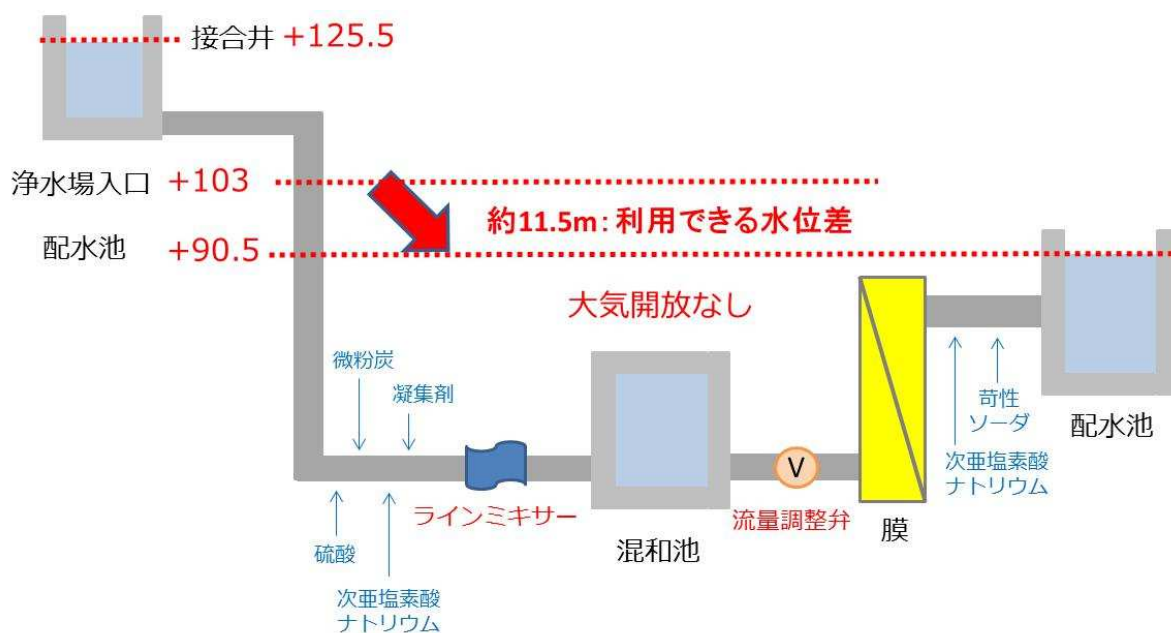 接合井 +125.5
浄水場入口 +103
約11.5m：利用できる水位差
配水池 +90.5
大気開放なし
微粉炭
凝集剤
苛性
ソーダ
配水池
V
次亜塩素酸
ナトリウム
ラインミキサー
流量調整弁
膜
混和池
硫酸
次亜塩素酸
ナトリウム